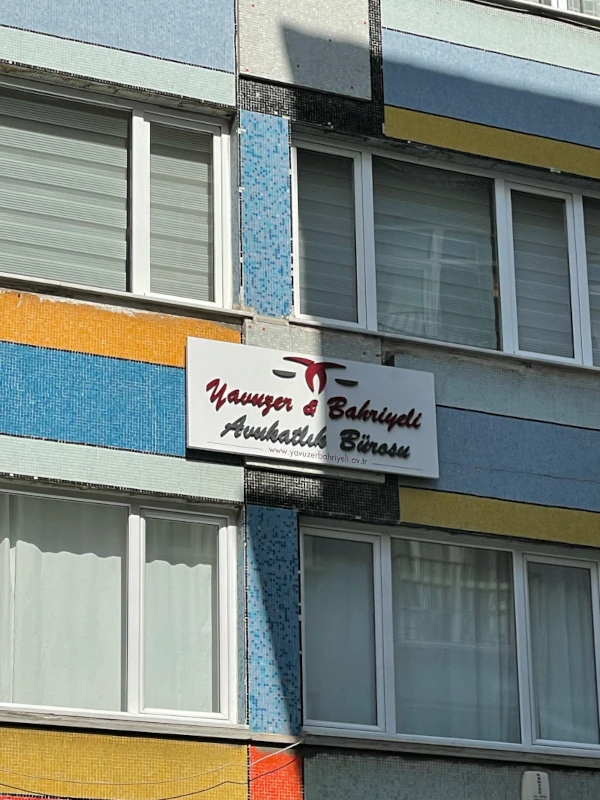 Yavuzer & Bahriyeli
Avukatlık Bürosu
www.yavuzerbahriyeli.av.tr